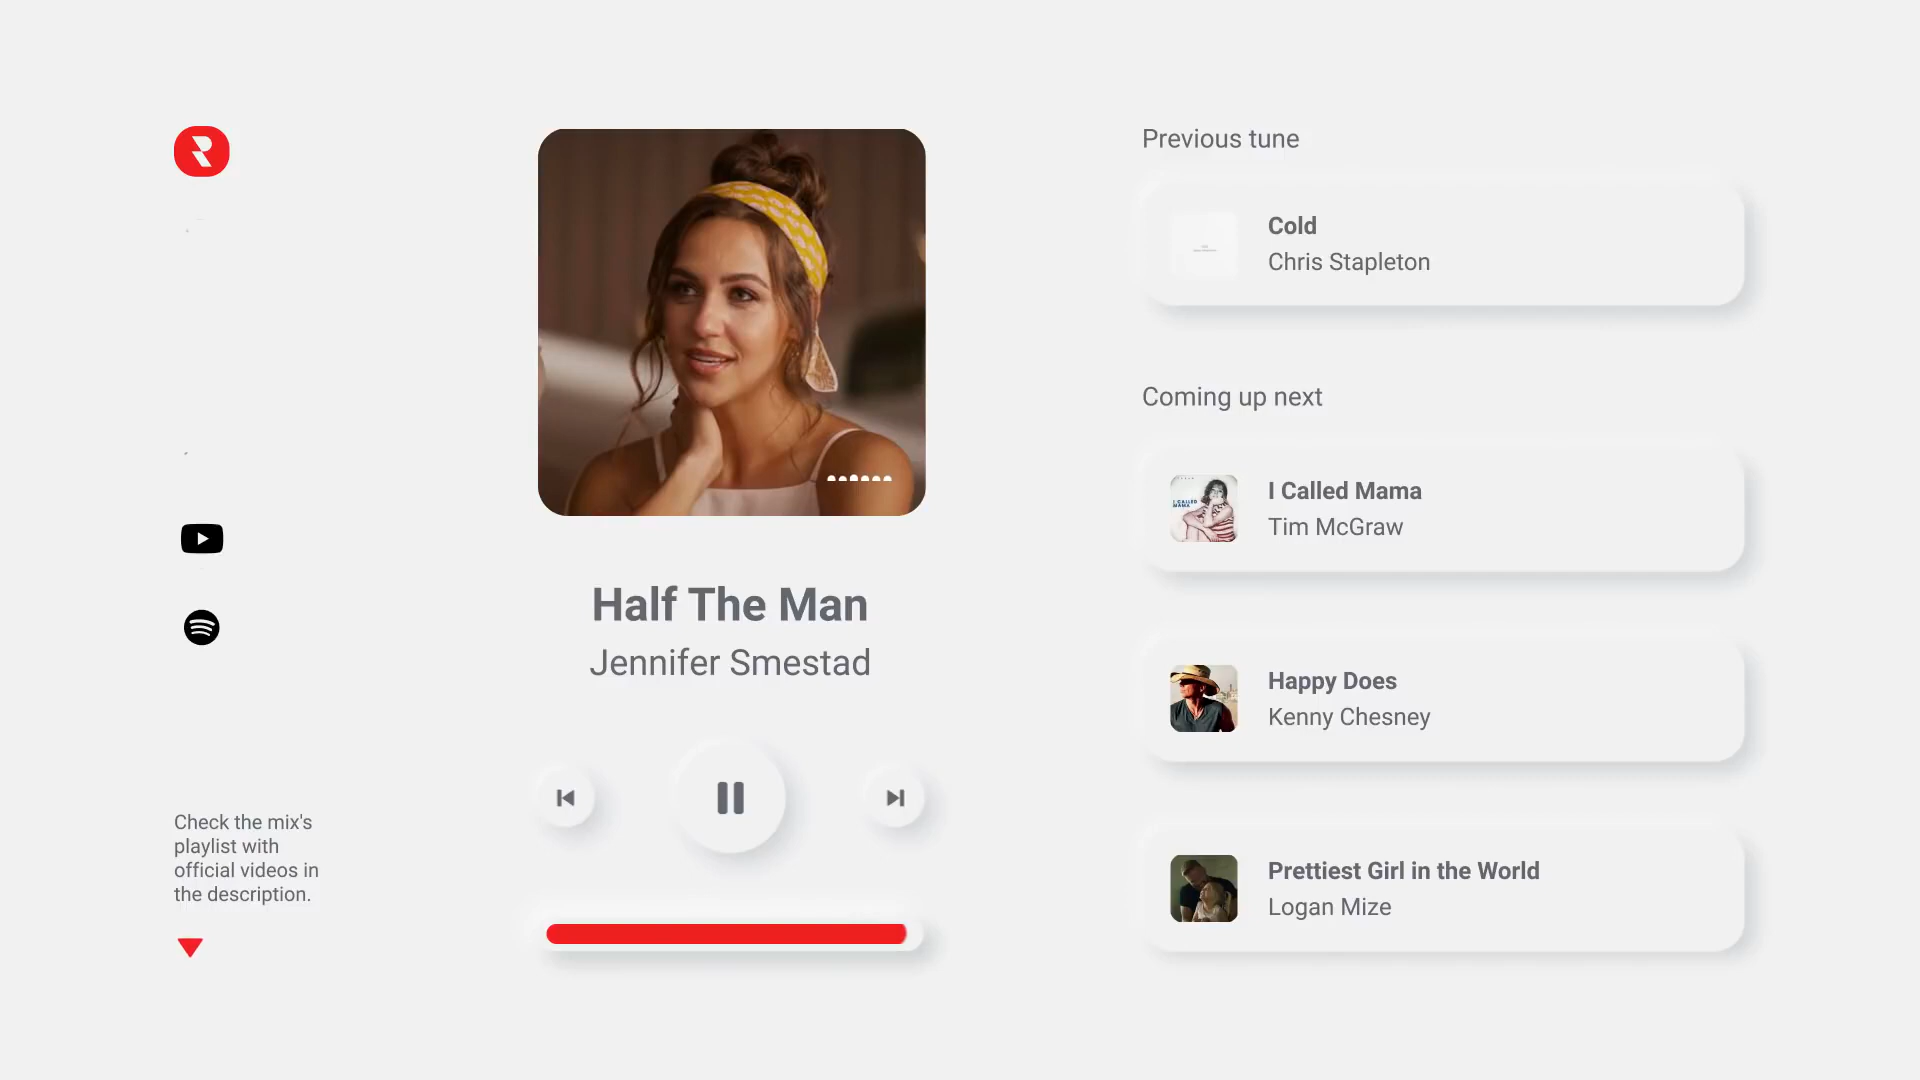 Check the mix's
playlist with
official videos in
the description.
Half The Man
Jennifer Smestad
Previous tune
Cold
Chris Stapleton
Coming up next
I CALLED
MAMA
I Called Mama
Tim McGraw
Happy Does
Kenny Chesney
Prettiest Girl in the World
Logan Mize